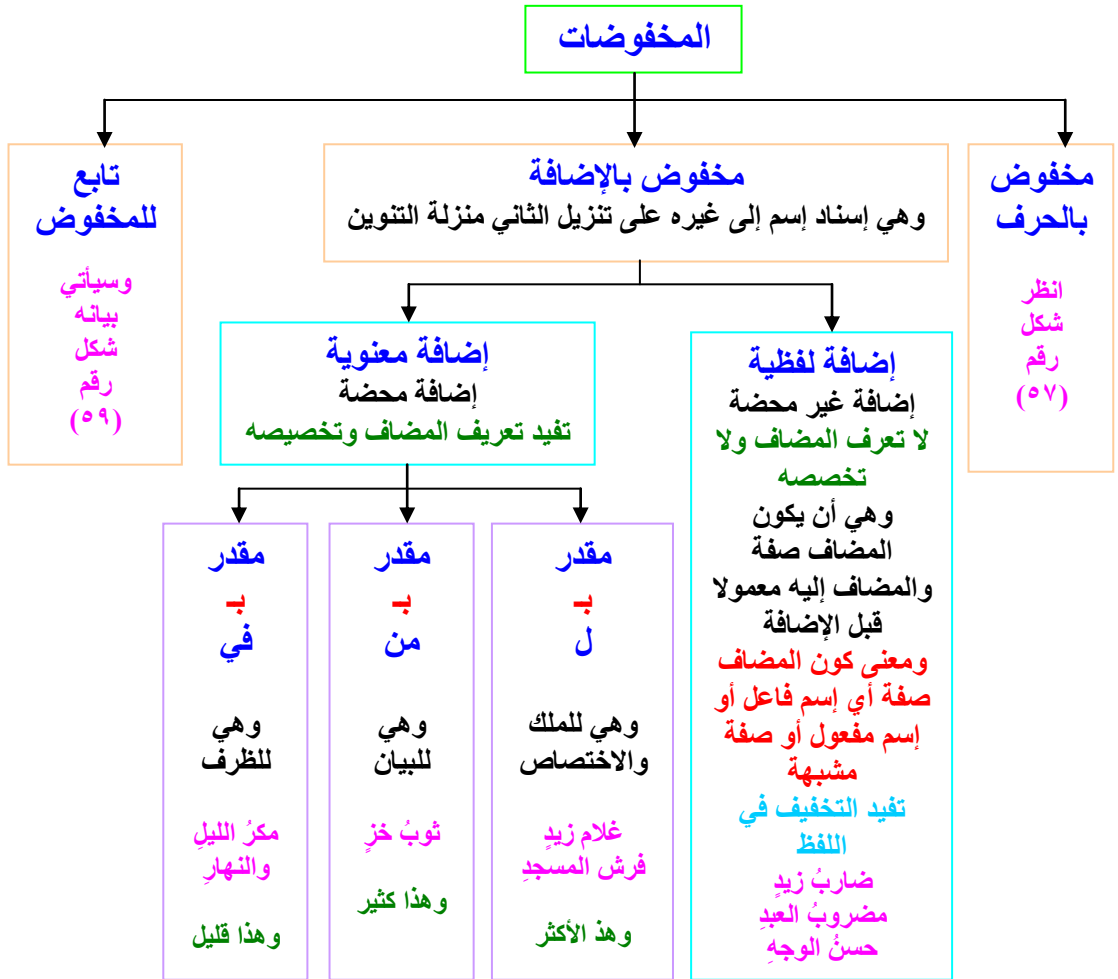 المخفوضات
مخفوض
بالحرف
انظر
شكل
رقم
(٥٧)
مخفوض بالإضافة
وهي إسناد إسم إلى غيره على تنزيل الثاني منزلة التنوين
تابع
للمخفوض
وسيأتي
بيانه
شكل
رقم
(٥٩)
إضافة لفظية
إضافة غير محضة
لا تعرف المضاف ولا
تخصصه
وهي أن يكون
المضاف صفة
والمضاف إليه معمولا
قبل الإضافة
ومعنى كون المضاف
صفة أي إسم فاعل أو
إسم مفعول أو صفة
مشبهة
تفيد التخفيف في
اللفظ
ضاربُ زيدٍ
مضروبُ العبدِ
حسنُ الوجهِ
إضافة معنوية
إضافة محضة
تفيد تعريف المضاف وتخصيصه
مقدر
بـ
ل
وهي للملك
والاختصاص
غلام زيدٍ
فرش المسجدِ
وهذ الأكثر
مقدر
بـ
من
وهي
للبيان
ثوبُ خزٍ
وهذا كثير
مقدر
بـ
في
وهي
للظرف
مكرُ الليلِ
والنهارِ
وهذا قليل